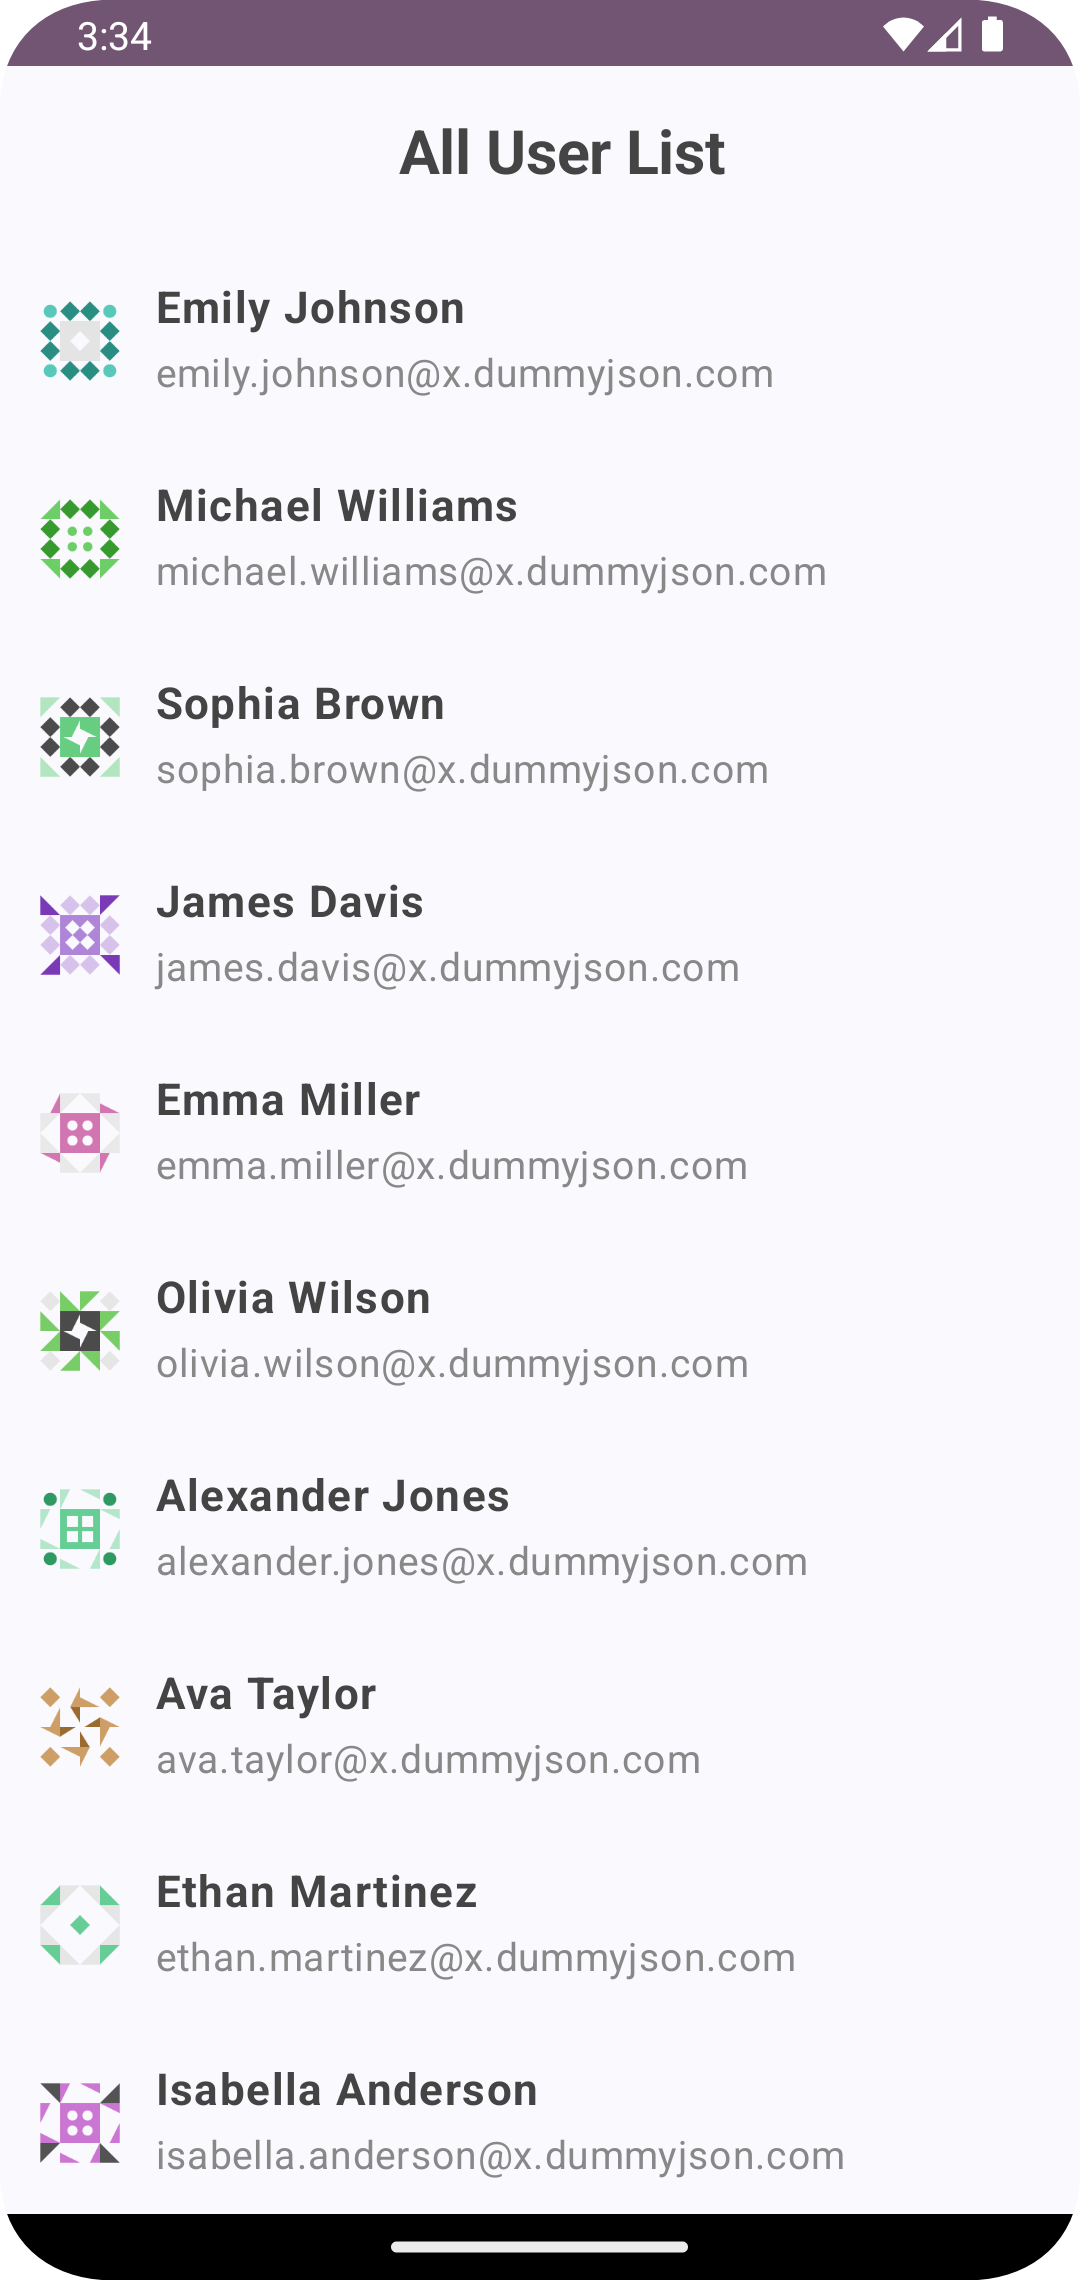 3:34
All User List
Emily Johnson
emily.johnson@x.dummyjson.com
Michael Williams
michael.williams@x.dummyjson.com
Sophia Brown
sophia.brown@x.dummyjson.com
James Davis
james.davis@x.dummyjson.com
Emma Miller
emma.miller@x.dummyjson.com
Olivia Wilson
olivia.wilson@x.dummyjson.com
Alexander Jones
alexander.jones@x.dummyjson.com
Ava Taylor
ava.taylor@x.dummyjson.com
Ethan Martinez
ethan.martinez@x.dummyjson.com
Isabella Anderson
isabella.anderson@x.dummyjson.com